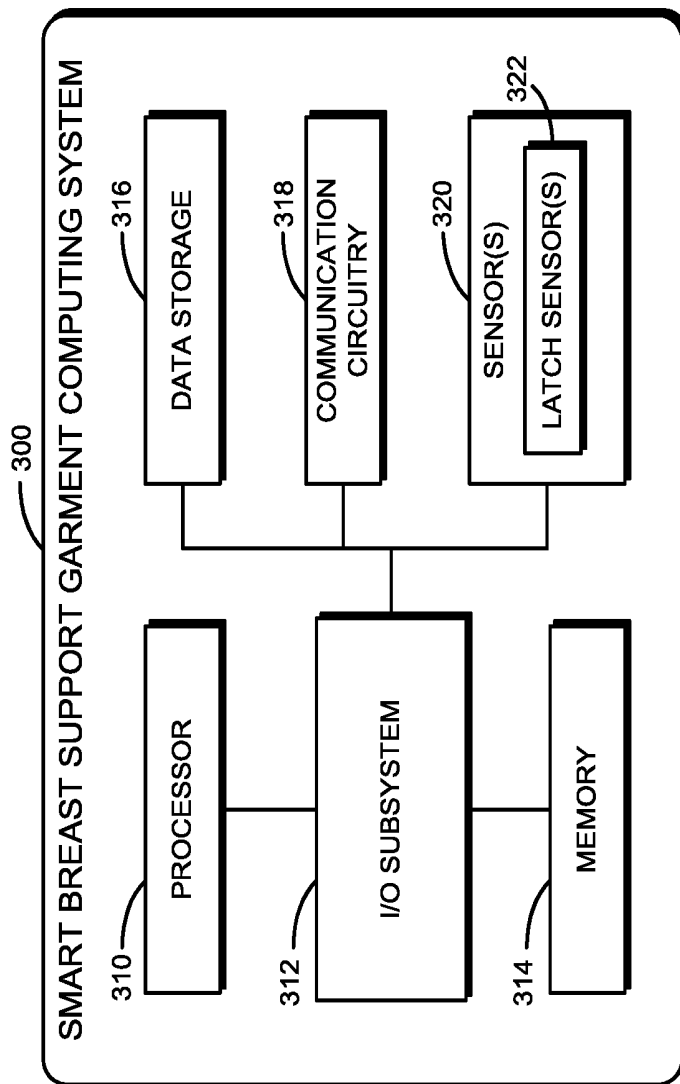 300
SMART BREAST SUPPORT GARMENT COMPUTING SYSTEM
310
PROCESSOR
312
I/O SUBSYSTEM
314
MEMORY
316
DATA STORAGE
318
COMMUNICATION
CIRCUITRY
320
SENSOR(S)
322
LATCH SENSOR(S)